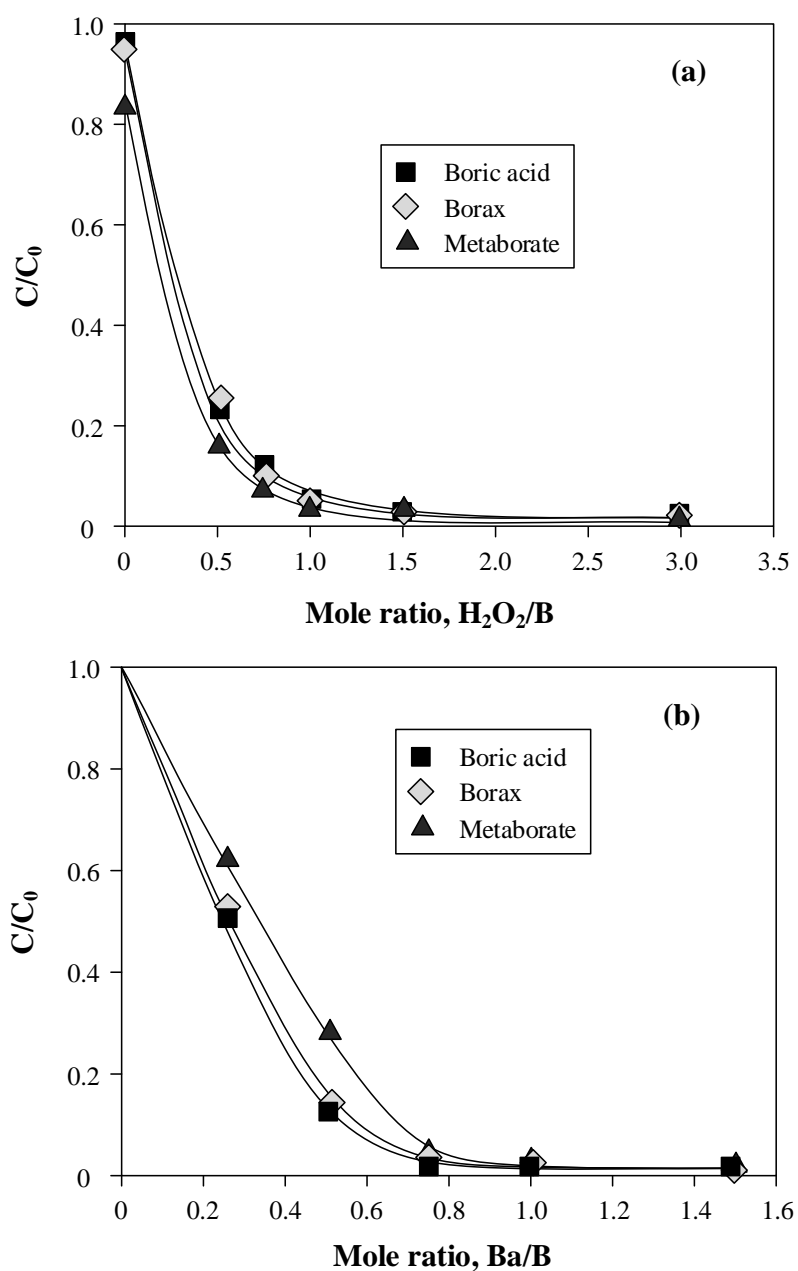 1.0
(a)
0.8
Boric acid
Borax
0.6
Metaborate
C/C₀
0.4
0.2
0
0 0.5 1.0 1.5 2.0 2.5 3.0 3.5
Mole ratio, H₂O₂/B
1.0
(b)
Boric acid
0.8
Borax
Metaborate
0.6
C/C₀
0.4
0.2
0
0 0.2 0.4 0.6 0.8 1.0 1.2 1.4 1.6
Mole ratio, Ba/B